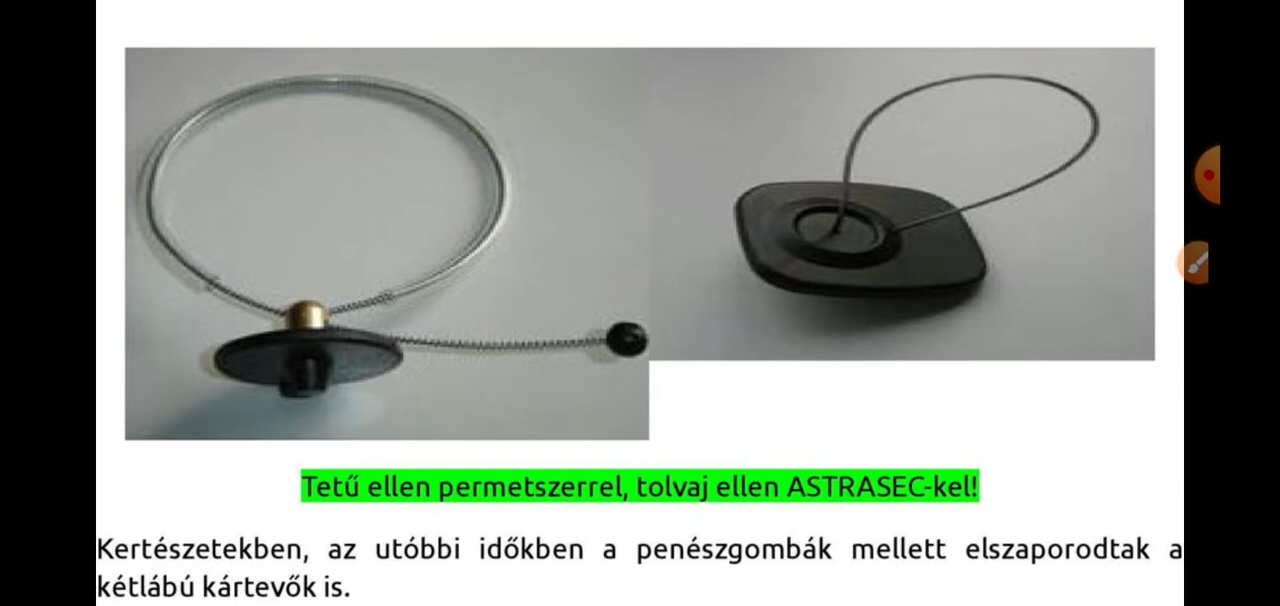 Tetű ellen permetszerrel, tolvaj ellen ASTRASEC-kel!
Kertészetekben, az utóbbi időkben a penészgombák mellett elszaporodtak a
kétlábú kártevők is.